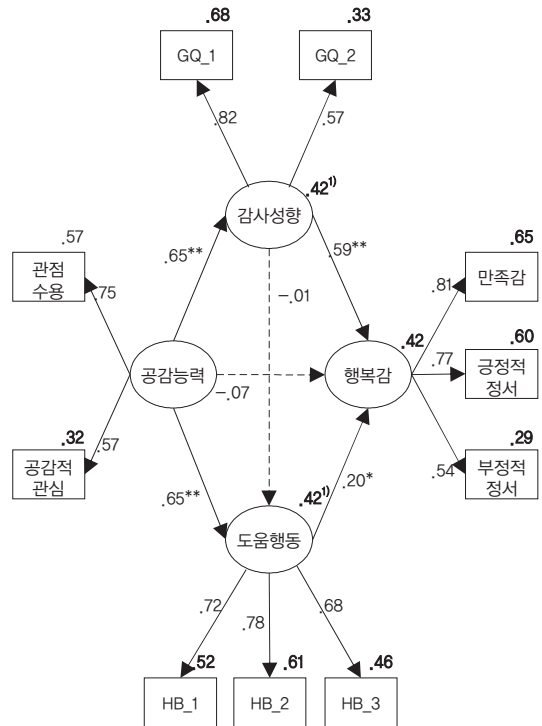 .68
.33
GQ_1
GQ_2
.82
.57
.42¹⁾
감사성향
.57
.65
관점
수용
.75
.65**
.59**
.81
만족감
-.01
.42
.60
공감능력
행복감
.77
긍정적
정서
-.07
.32
.57
.29
공감적
관심
.65**
.42¹⁾
.20*
.54
부정적
정서
도움행동
.72
.78
.68
.52
.61
.46
HB_1
HB_2
HB_3